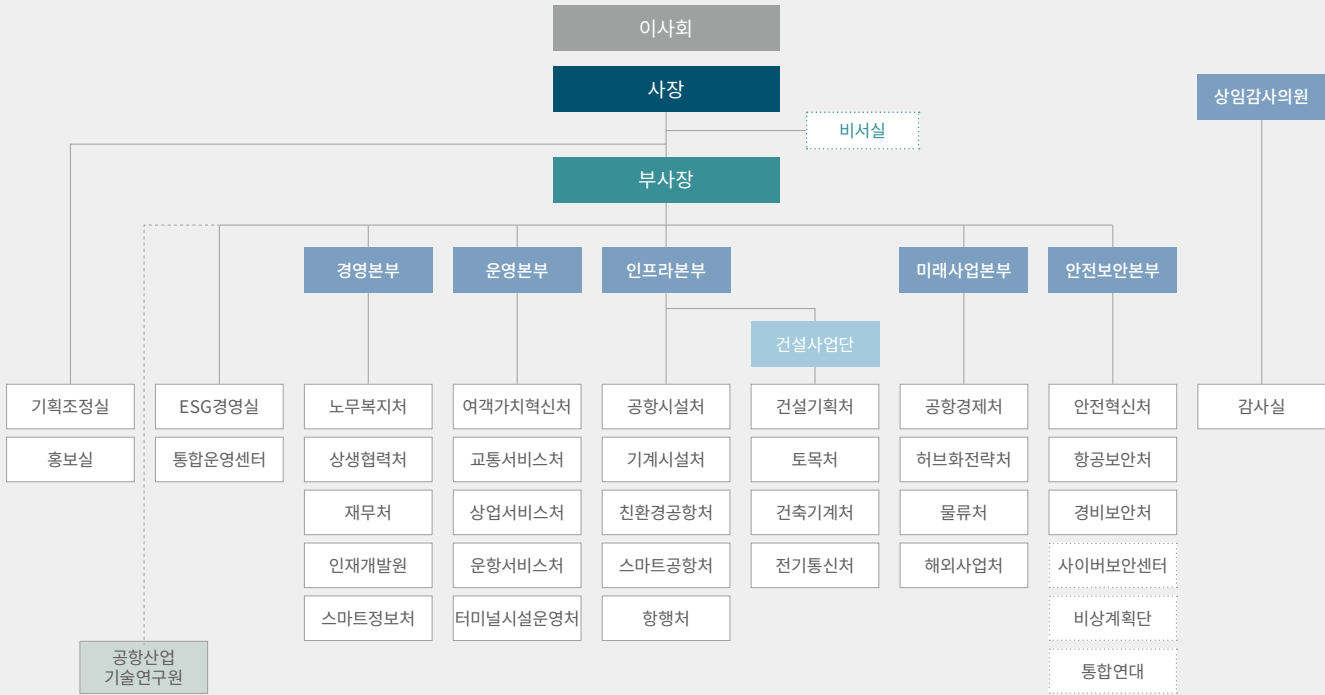 이사회
사장
상임감사의원
비서실
부사장
경영본부
운영본부
인프라본부
미래사업본부
안전보안본부
건설사업단
기획조정실
홍보실
ESG경영실
통합운영센터
노무복지처
상생협력처
재무처
인재개발원
스마트정보처
여객가치혁신처
교통서비스처
상업서비스처
운항서비스처
터미널시설운영처
공항시설처
기계시설처
친환경공항처
스마트공항처
항행처
건설기획처
토목처
건축기계처
전기통신처
공항경제처
허브화전략처
물류처
해외사업처
안전혁신처
항공보안처
경비보안처
사이버보안센터
비상계획단
통합연대
감사실
공항산업
기술연구원